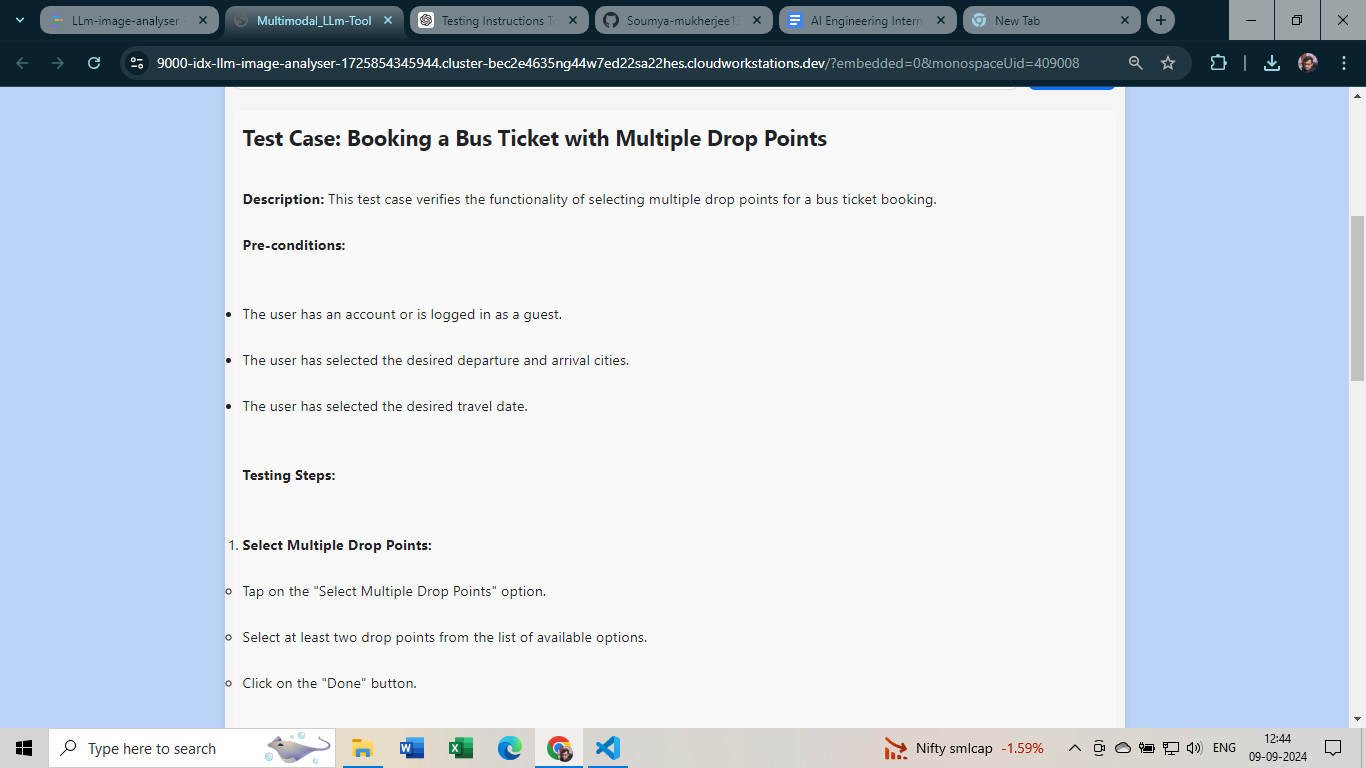 LLm-image-analyser
Multimodal_LLm-Tool
Testing Instructions To
Soumya-mukherjee12
AI Engineering Intern
New Tab
9000-idx-llm-image-analyser-1725854345944.cluster-bec2e4635ng44w7ed22sa22hes.cloudworkstations.dev/?embedded=0&monospaceUid=409008
Test Case: Booking a Bus Ticket with Multiple Drop Points
Description: This test case verifies the functionality of selecting multiple drop points for a bus ticket booking.
Pre-conditions:
• The user has an account or is logged in as a guest.
• The user has selected the desired departure and arrival cities.
• The user has selected the desired travel date.
Testing Steps:
1. Select Multiple Drop Points:
◦ Tap on the "Select Multiple Drop Points" option.
◦ Select at least two drop points from the list of available options.
◦ Click on the "Done" button.
Type here to search
Nifty smlcap -1.59%
ENG
12:44
09-09-2024